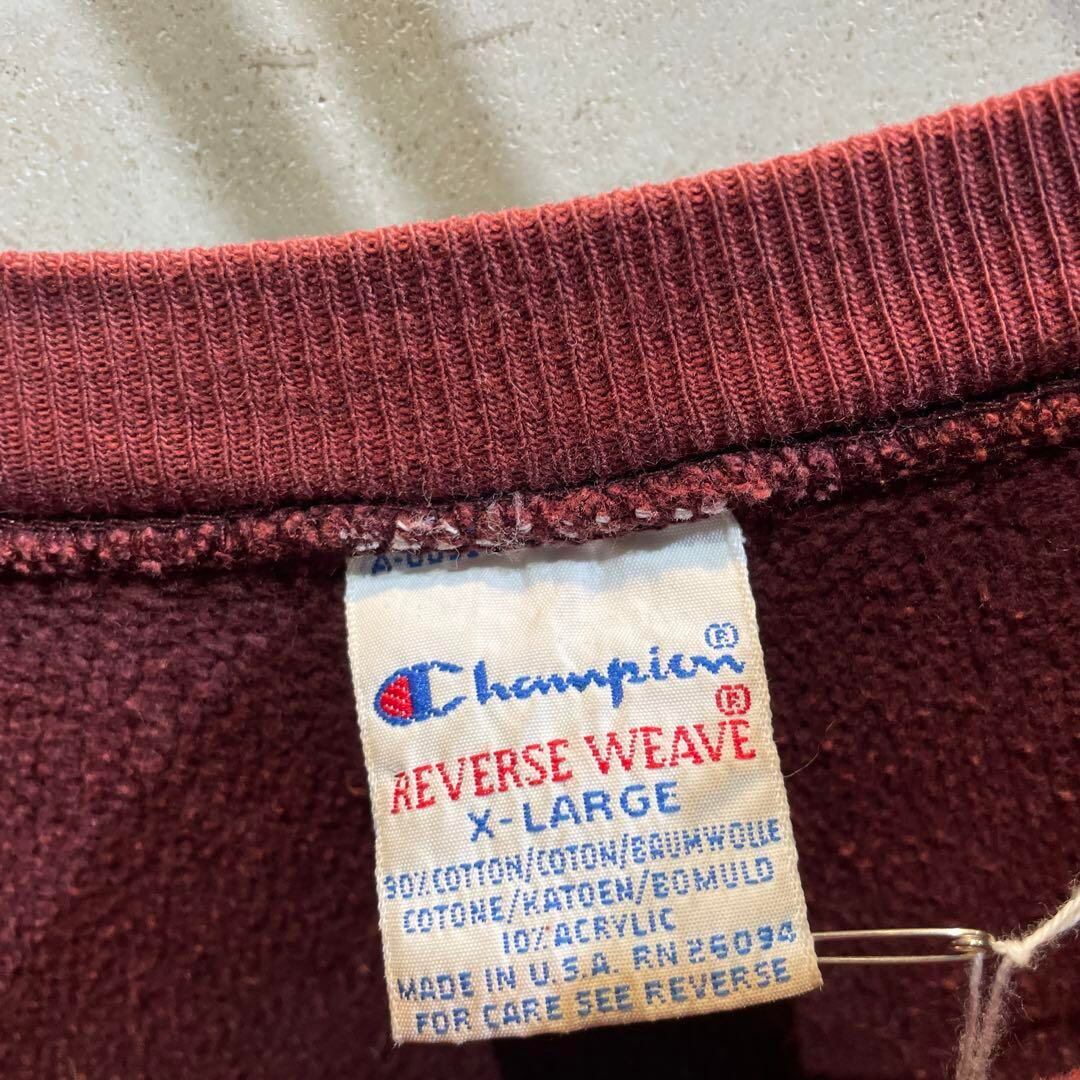 Champion®
®
REVERSE WEAVE
X-LARGE
90% COTTON/COTON/BAUMWOLLE
COTONE/KATOEN/BOMULD
10% ACRYLIC
MADE IN U.S.A. RN 26094
FOR CARE SEE REVERSE